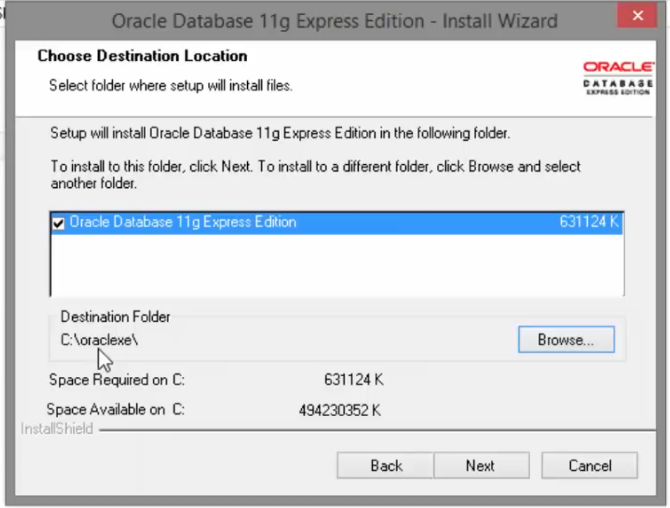 Oracle Database 11g Express Edition - Install Wizard
Choose Destination Location
Select folder where setup will install files.
ORACLE
DATABASE
EXPRESS EDITION
Setup will install Oracle Database 11g Express Edition in the following folder.
To install to this folder, click Next. To install to a different folder, click Browse and select
another folder.
Oracle Database 11g Express Edition 631124 K
Destination Folder
C:\oraclexe\
Browse...
Space Required on C: 631124 K
Space Available on C: 494230352 K
InstallShield
Back Next Cancel